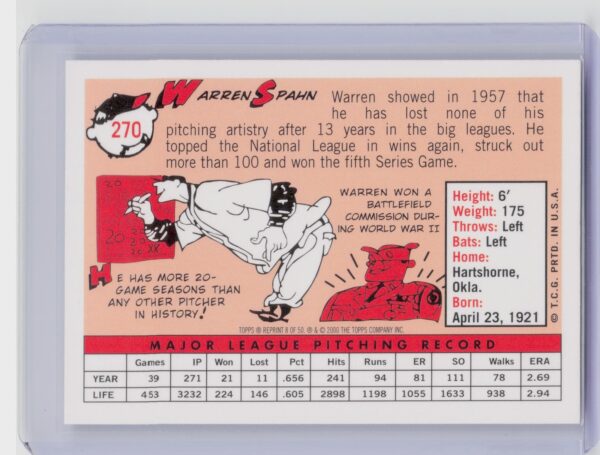 270
WARREN SPAHN
Warren showed in 1957 that
he has lost none of his
pitching artistry after 13 years in the big leagues. He
topped the National League in wins again, struck out
more than 100 and won the fifth Series Game.
20
20
20
XX
HE HAS MORE 20-
GAME SEASONS THAN
ANY OTHER PITCHER
IN HISTORY!
WARREN WON A
BATTLEFIELD
COMMISSION DUR-
ING WORLD WAR II
Height: 6'
Weight: 175
Throws: Left
Bats: Left
Home:
Hartshorne,
Okla.
Born:
April 23, 1921
© T.C.G. PRTD. IN U.S.A.
TOPPS ® REPRINT 8 OF 50. ® & © 2000 THE TOPPS COMPANY INC.
MAJOR LEAGUE PITCHING RECORD
Games IP Won Lost Pct Hits Runs ER SO Walks ERA
YEAR 39 271 21 11 .656 241 94 81 111 78 2.69
LIFE 453 3232 224 146 .605 2898 1198 1055 1633 938 2.94